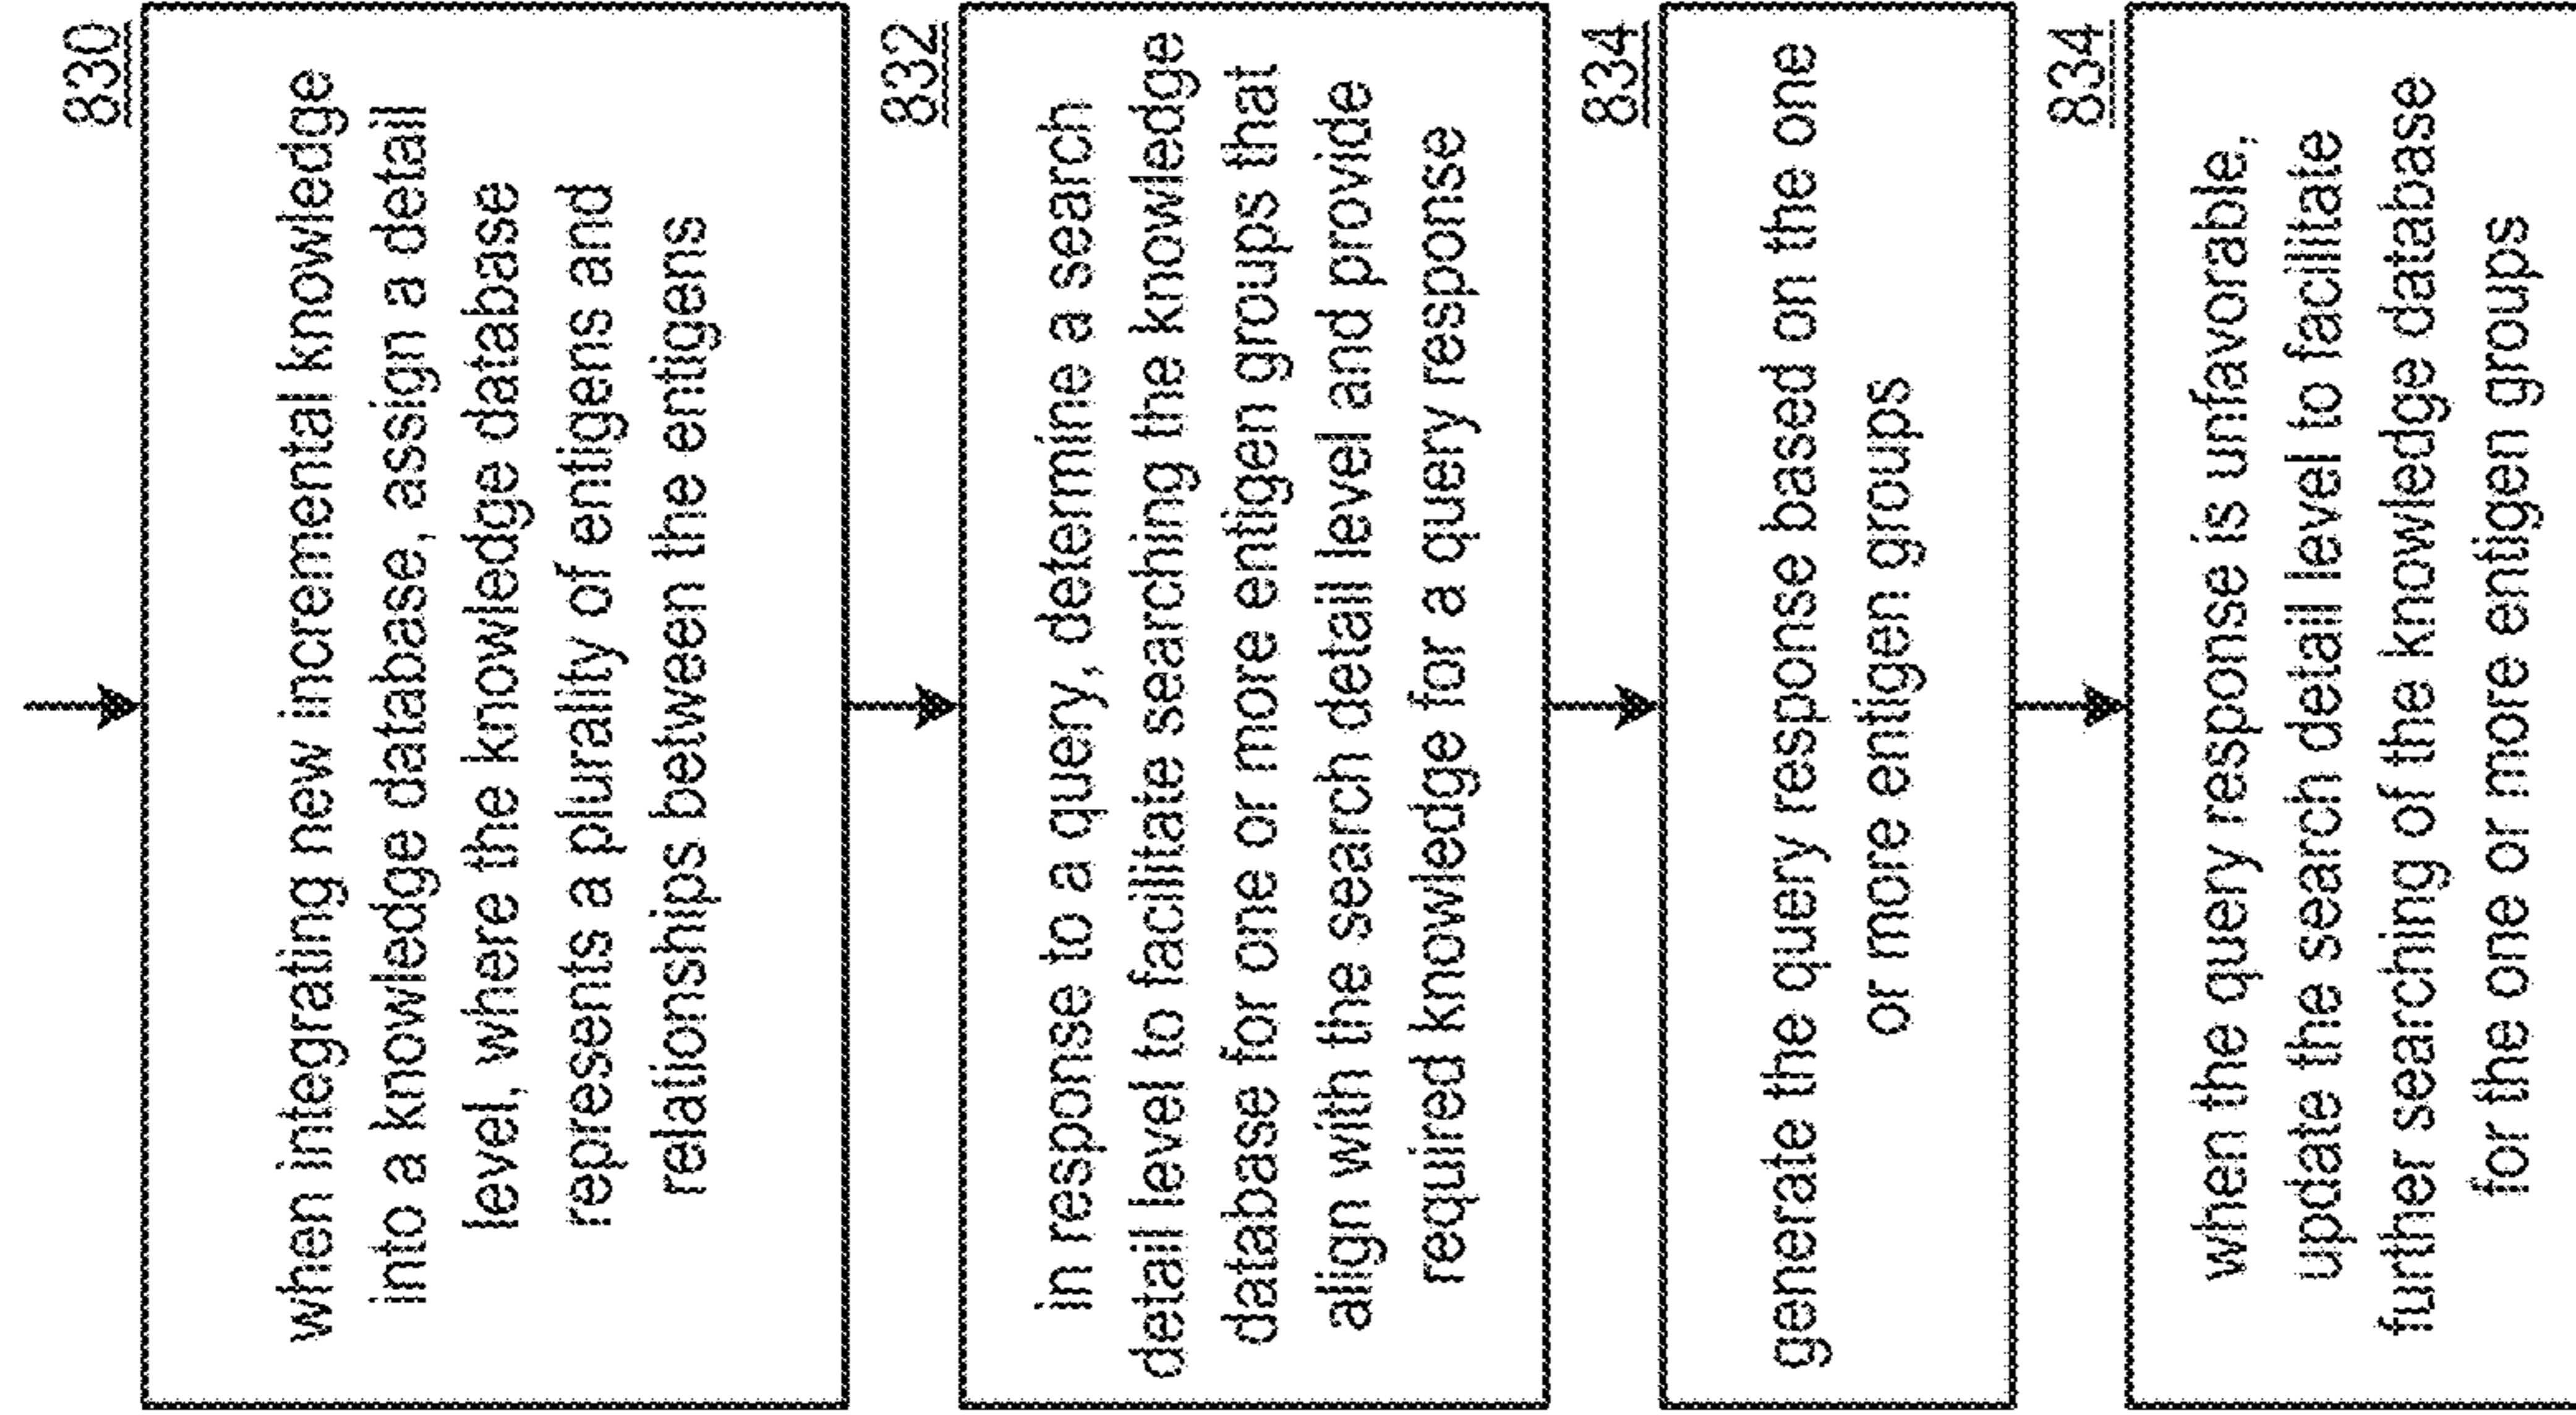 830
when integrating new incremental knowledge
into a knowledge database, assign a detail
level, where the knowledge database
represents a plurality of entigens and
relationships between the entigens
832
in response to a query, determine a search
detail level to facilitate searching the knowledge
database for one or more entigen groups that
align with the search detail level and provide
required knowledge for a query response
834
generate the query response based on the one
or more entigen groups
834
when the query response is unfavorable,
update the search detail level to facilitate
further searching of the knowledge database
for the one or more entigen groups